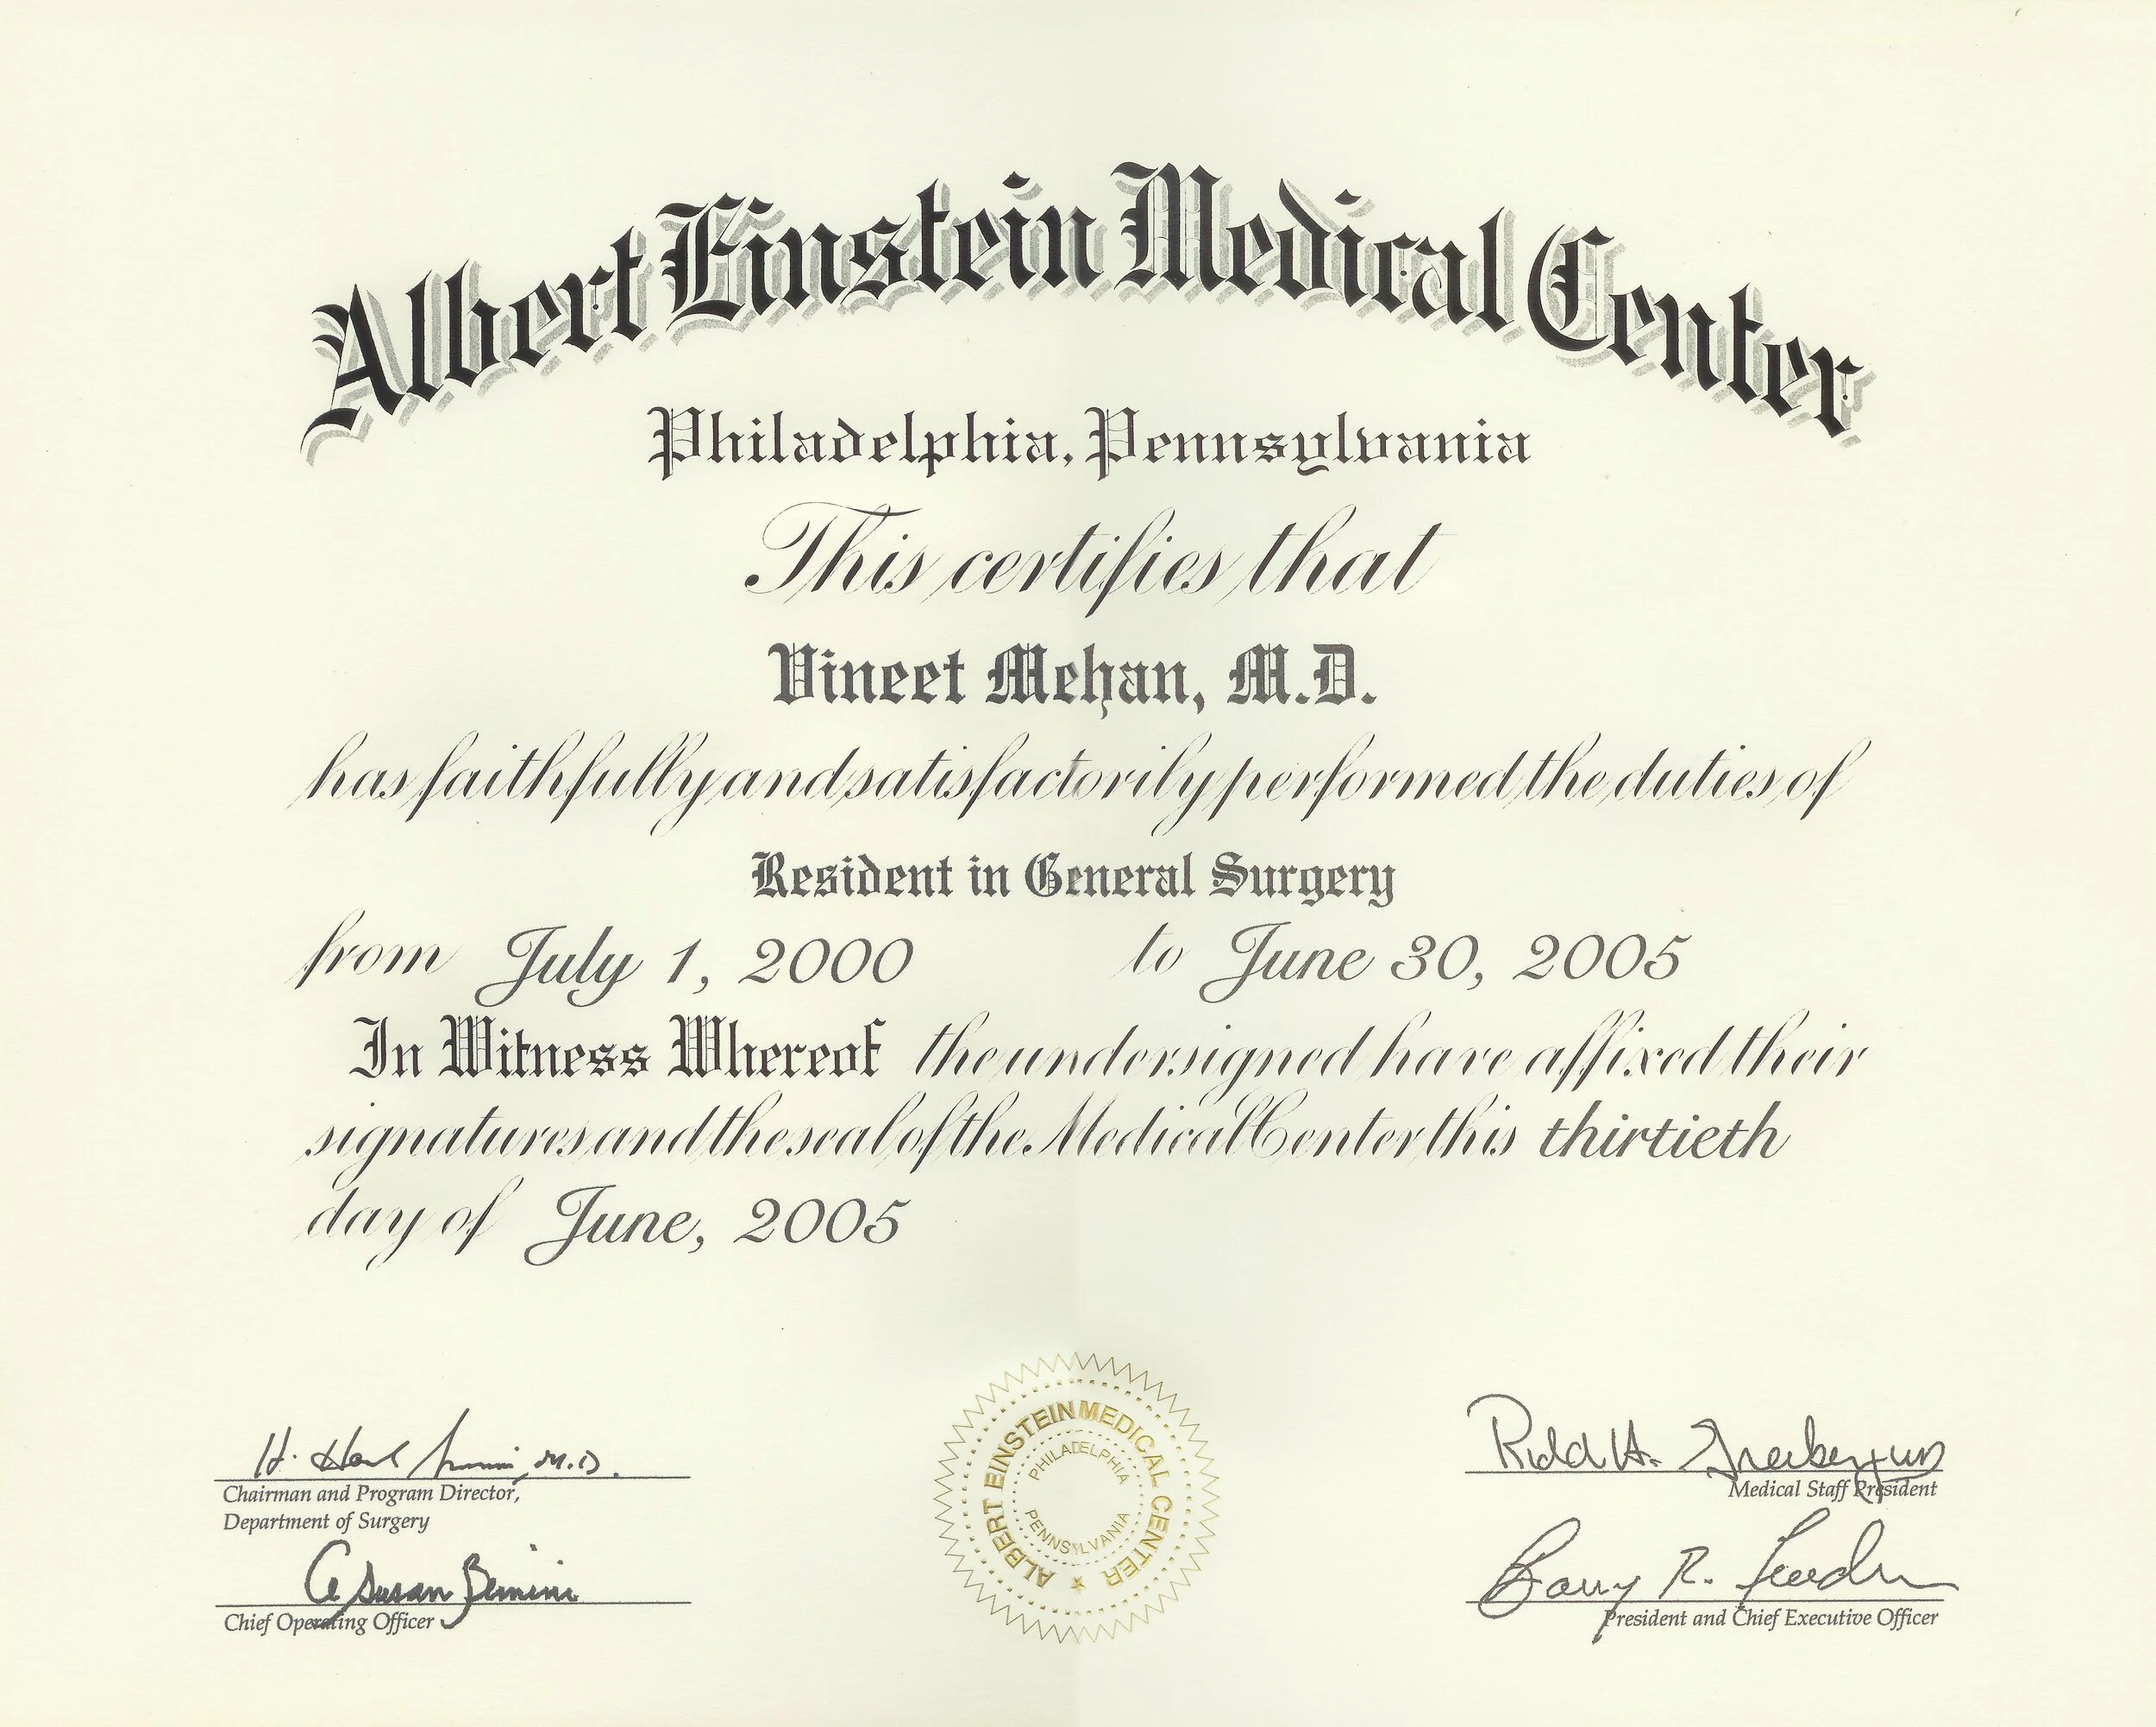 Albert Einstein Medical Center
Philadelphia, Pennsylvania
This certifies that
Vineet Mehan, M.D.
has faithfully and satisfactorily performed the duties of
Resident in General Surgery
from July 1, 2000 to June 30, 2005
In Witness Whereof the undersigned have affixed their
signatures and the seal of the Medical Center this thirtieth
day of June, 2005
M.D.
Chairman and Program Director,
Department of Surgery
Susan
Chief Operating Officer
ALBERT EINSTEIN MEDICAL CENTER
PHILADELPHIA
PENNSYLVANIA
Medical Staff President
Barry R.
President and Chief Executive Officer